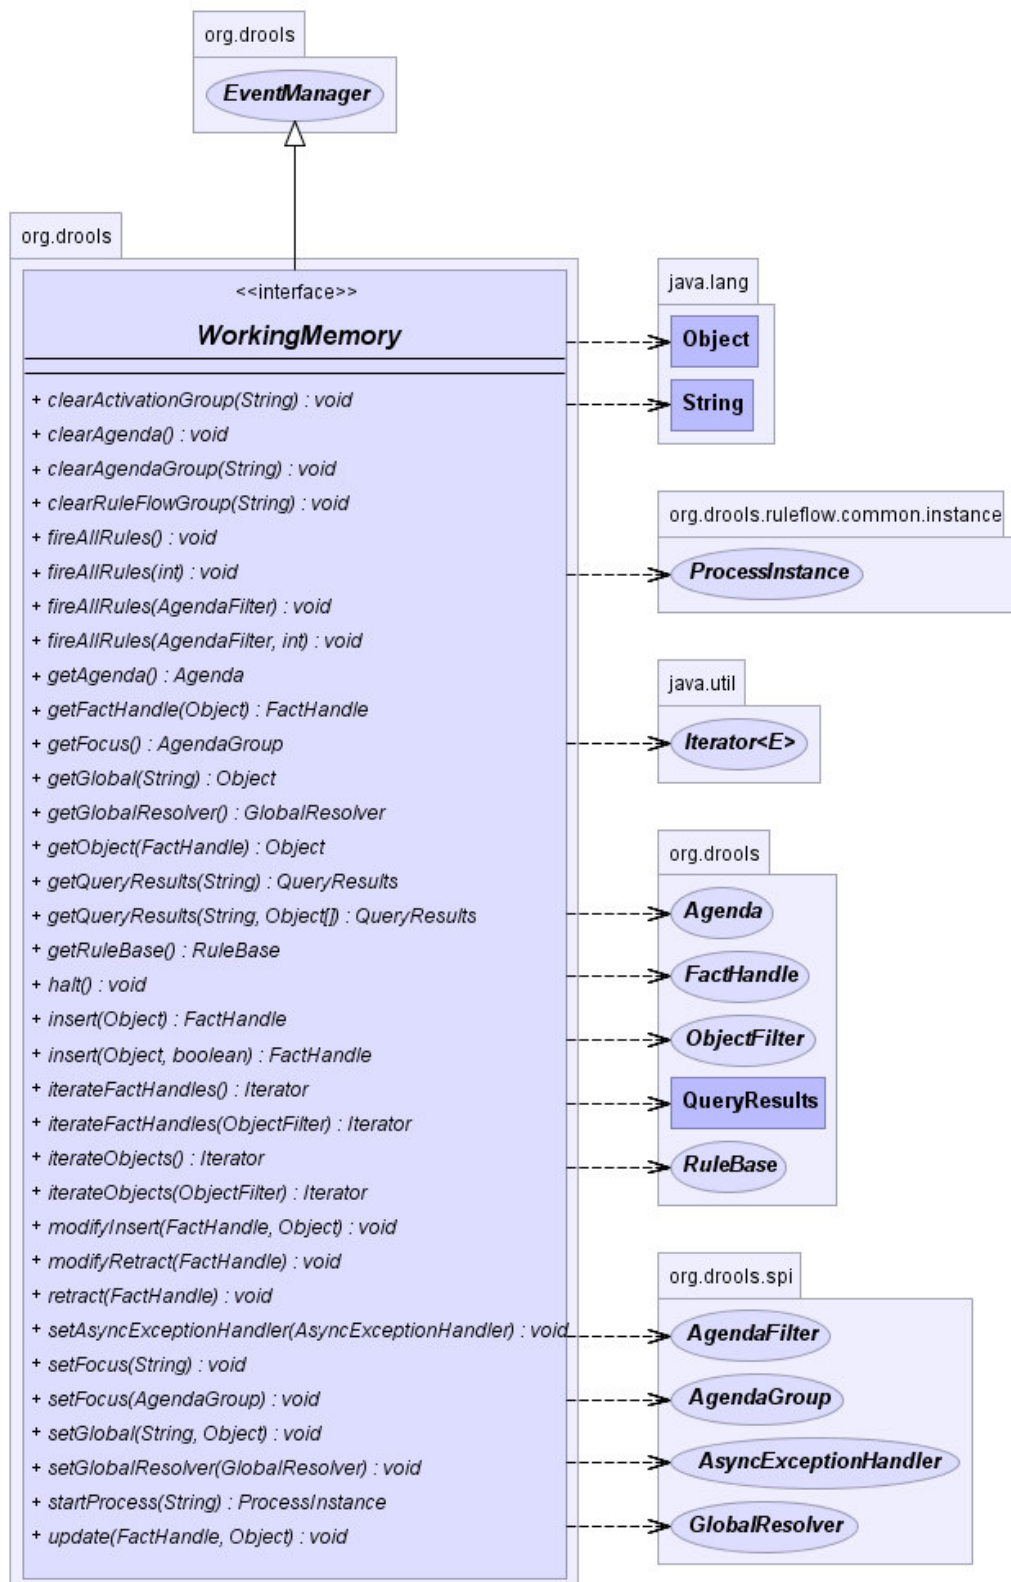 org.drools
EventManager
org.drools
<<interface>>
WorkingMemory
+ clearActivationGroup(String) : void
+ clearAgenda() : void
+ clearAgendaGroup(String) : void
+ clearRuleFlowGroup(String) : void
+ fireAllRules() : void
+ fireAllRules(int) : void
+ fireAllRules(AgendaFilter) : void
+ fireAllRules(AgendaFilter, int) : void
+ getAgenda() : Agenda
+ getFactHandle(Object) : FactHandle
+ getFocus() : AgendaGroup
+ getGlobal(String) : Object
+ getGlobalResolver() : GlobalResolver
+ getObject(FactHandle) : Object
+ getQueryResults(String) : QueryResults
+ getQueryResults(String, Object[]) : QueryResults
+ getRuleBase() : RuleBase
+ halt() : void
+ insert(Object) : FactHandle
+ insert(Object, boolean) : FactHandle
+ iterateFactHandles() : Iterator
+ iterateFactHandles(ObjectFilter) : Iterator
+ iterateObjects() : Iterator
+ iterateObjects(ObjectFilter) : Iterator
+ modifyInsert(FactHandle, Object) : void
+ modifyRetract(FactHandle) : void
+ retract(FactHandle) : void
+ setAsyncExceptionHandler(AsyncExceptionHandler) : void
+ setFocus(String) : void
+ setFocus(AgendaGroup) : void
+ setGlobal(String, Object) : void
+ setGlobalResolver(GlobalResolver) : void
+ startProcess(String) : ProcessInstance
+ update(FactHandle, Object) : void
java.lang
Object
String
org.drools.ruleflow.common.instance
ProcessInstance
java.util
Iterator<E>
org.drools
Agenda
FactHandle
ObjectFilter
QueryResults
RuleBase
org.drools.spi
AgendaFilter
AgendaGroup
AsyncExceptionHandler
GlobalResolver